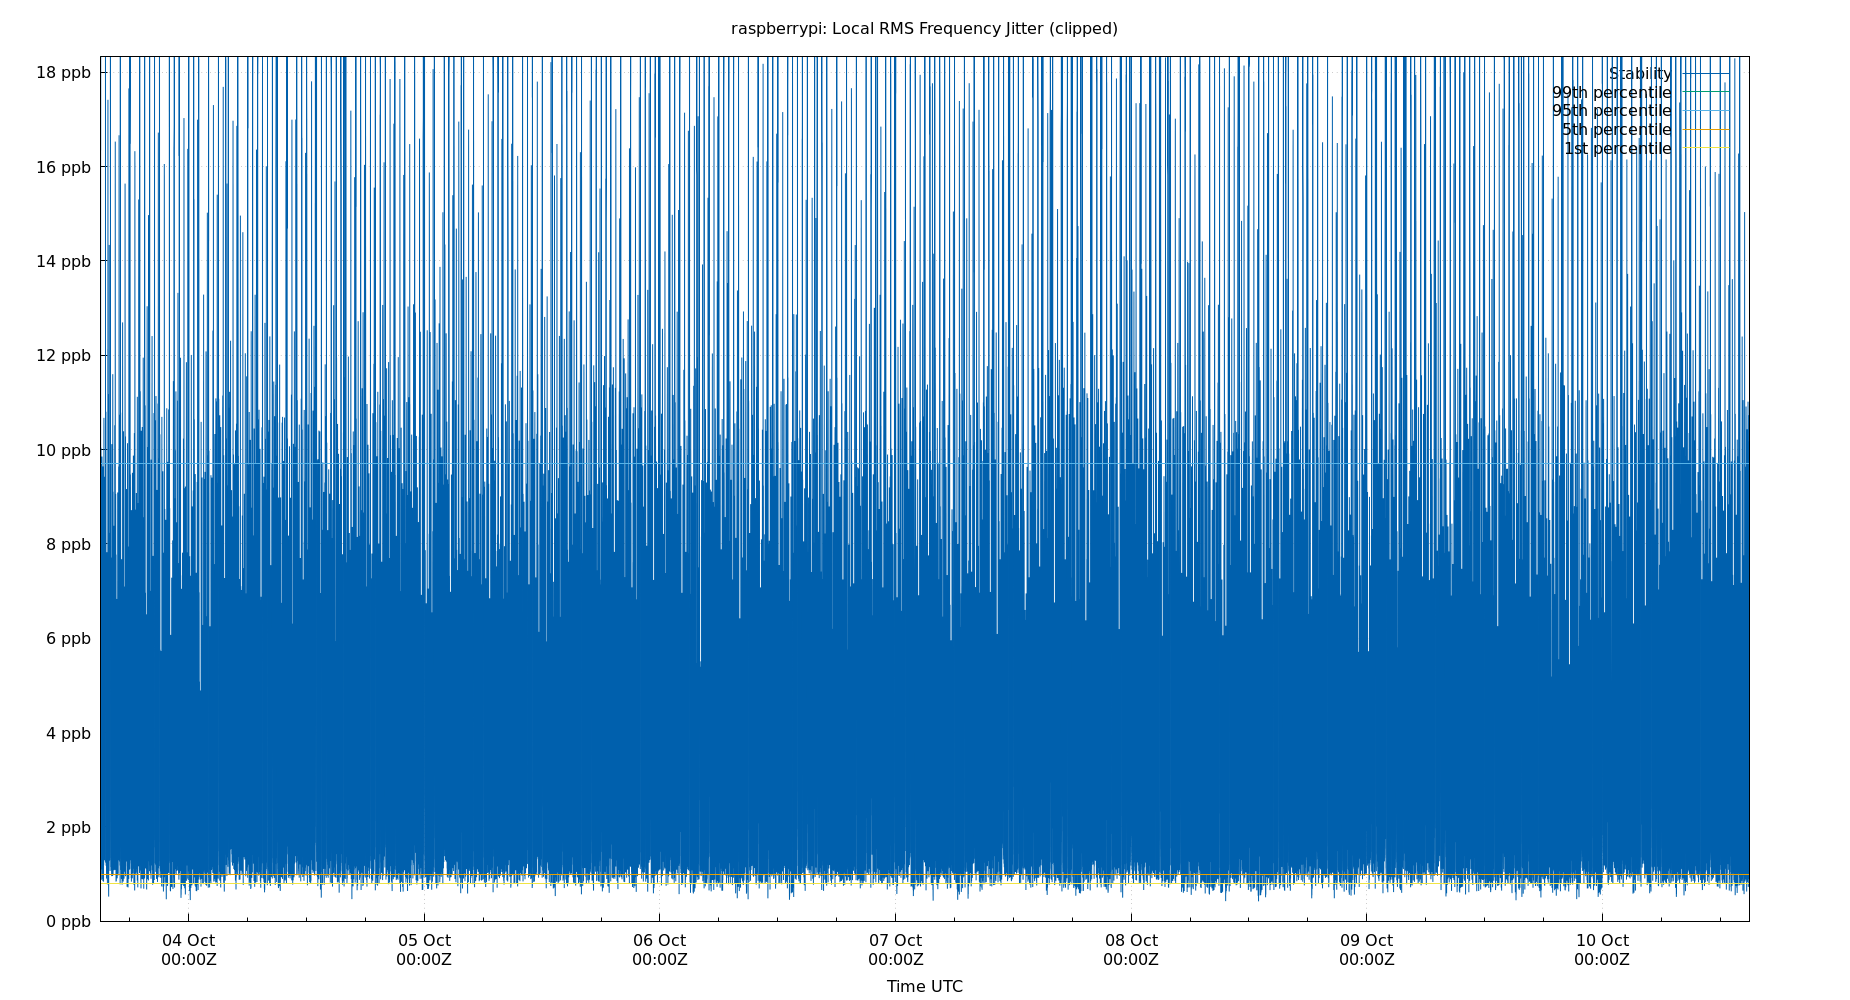 raspberrypi: Local RMS Frequency Jitter (clipped)
18 ppb
16 ppb
14 ppb
12 ppb
10 ppb
8 ppb
6 ppb
4 ppb
2 ppb
0 ppb
Stability
99th percentile
95th percentile
5th percentile
1st percentile
04 Oct
00:00Z
05 Oct
00:00Z
06 Oct
00:00Z
07 Oct
00:00Z
08 Oct
00:00Z
09 Oct
00:00Z
10 Oct
00:00Z
Time UTC